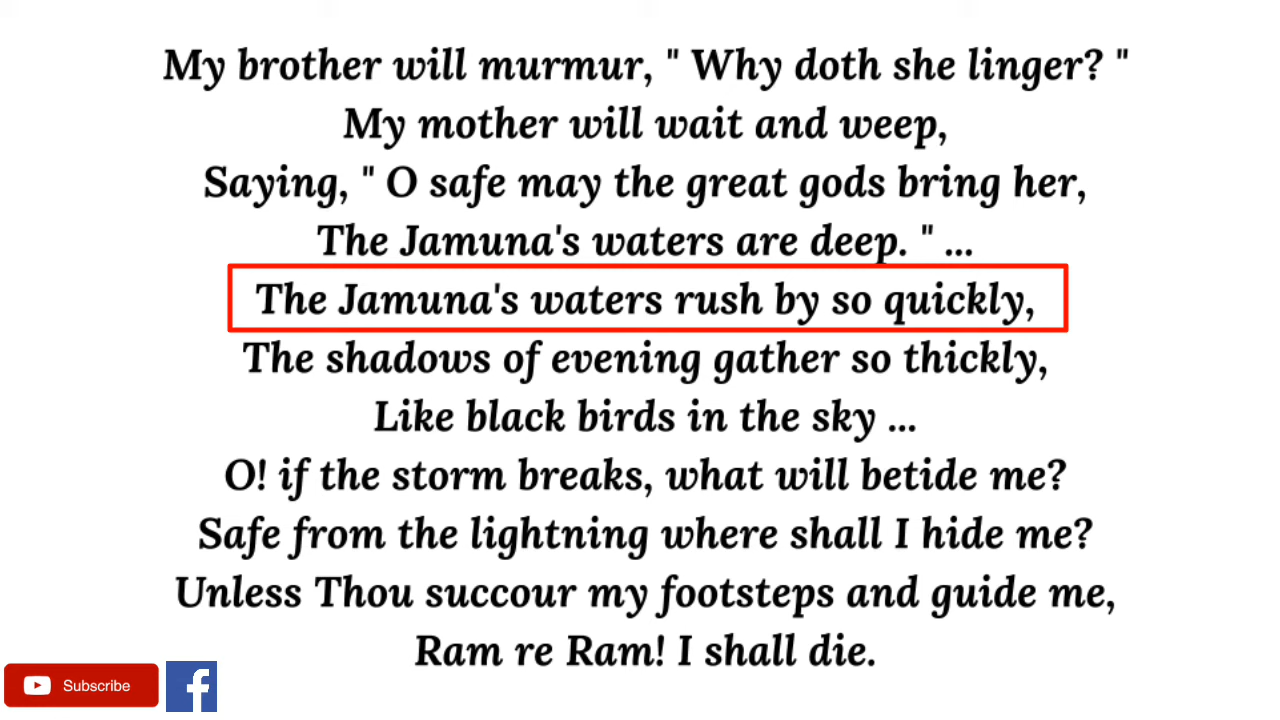 My brother will murmur, " Why doth she linger? "
My mother will wait and weep,
Saying, " O safe may the great gods bring her,
The Jamuna's waters are deep. " ...
The Jamuna's waters rush by so quickly,
The shadows of evening gather so thickly,
Like black birds in the sky ...
O! if the storm breaks, what will betide me?
Safe from the lightning where shall I hide me?
Unless Thou succour my footsteps and guide me,
Ram re Ram! I shall die.
Subscribe
f